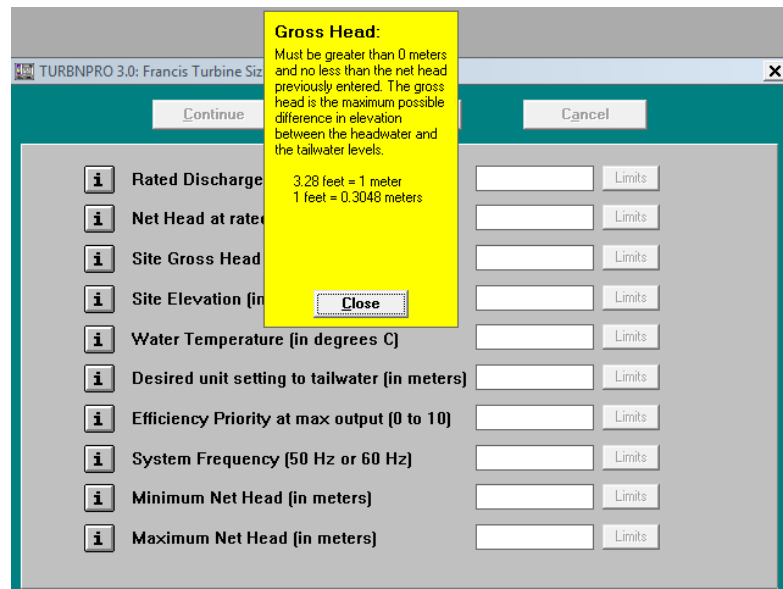 Gross Head:
Must be greater than 0 meters
and no less than the net head
previously entered. The gross
head is the maximum possible
difference in elevation
between the headwater and
the tailwater levels.
3.28 feet = 1 meter
1 feet = 0.3048 meters
Close
TURBNPRO 3.0: Francis Turbine Siz
X
Continue
Cancel
i Rated Discharge Limits
i Net Head at rated Limits
i Site Gross Head Limits
i Site Elevation (in Limits
i Water Temperature (in degrees C) Limits
i Desired unit setting to tailwater (in meters) Limits
i Efficiency Priority at max output (0 to 10) Limits
i System Frequency (50 Hz or 60 Hz) Limits
i Minimum Net Head (in meters) Limits
i Maximum Net Head (in meters) Limits